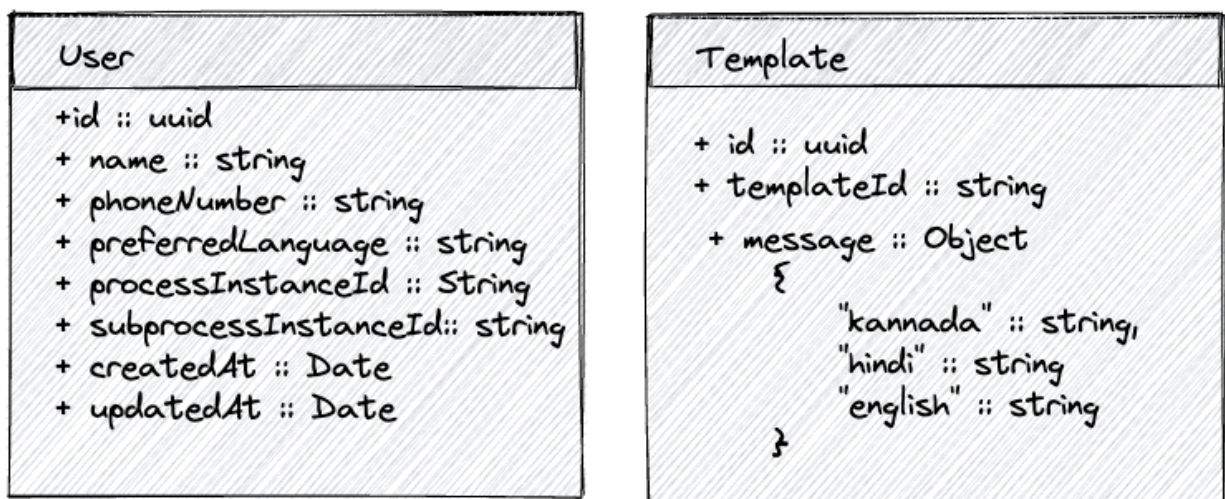 User
+id :: uuid
+ name :: string
+ phoneNumber :: string
+ preferredLanguage :: string
+ processInstanceId :: String
+ subprocessInstanceId:: string
+ createdAt :: Date
+ updatedAt :: Date
Template
+ id :: uuid
+ templateId :: string
+ message :: Object
{
"kannada" :: string,
"hindi" :: string
"english" :: string
}